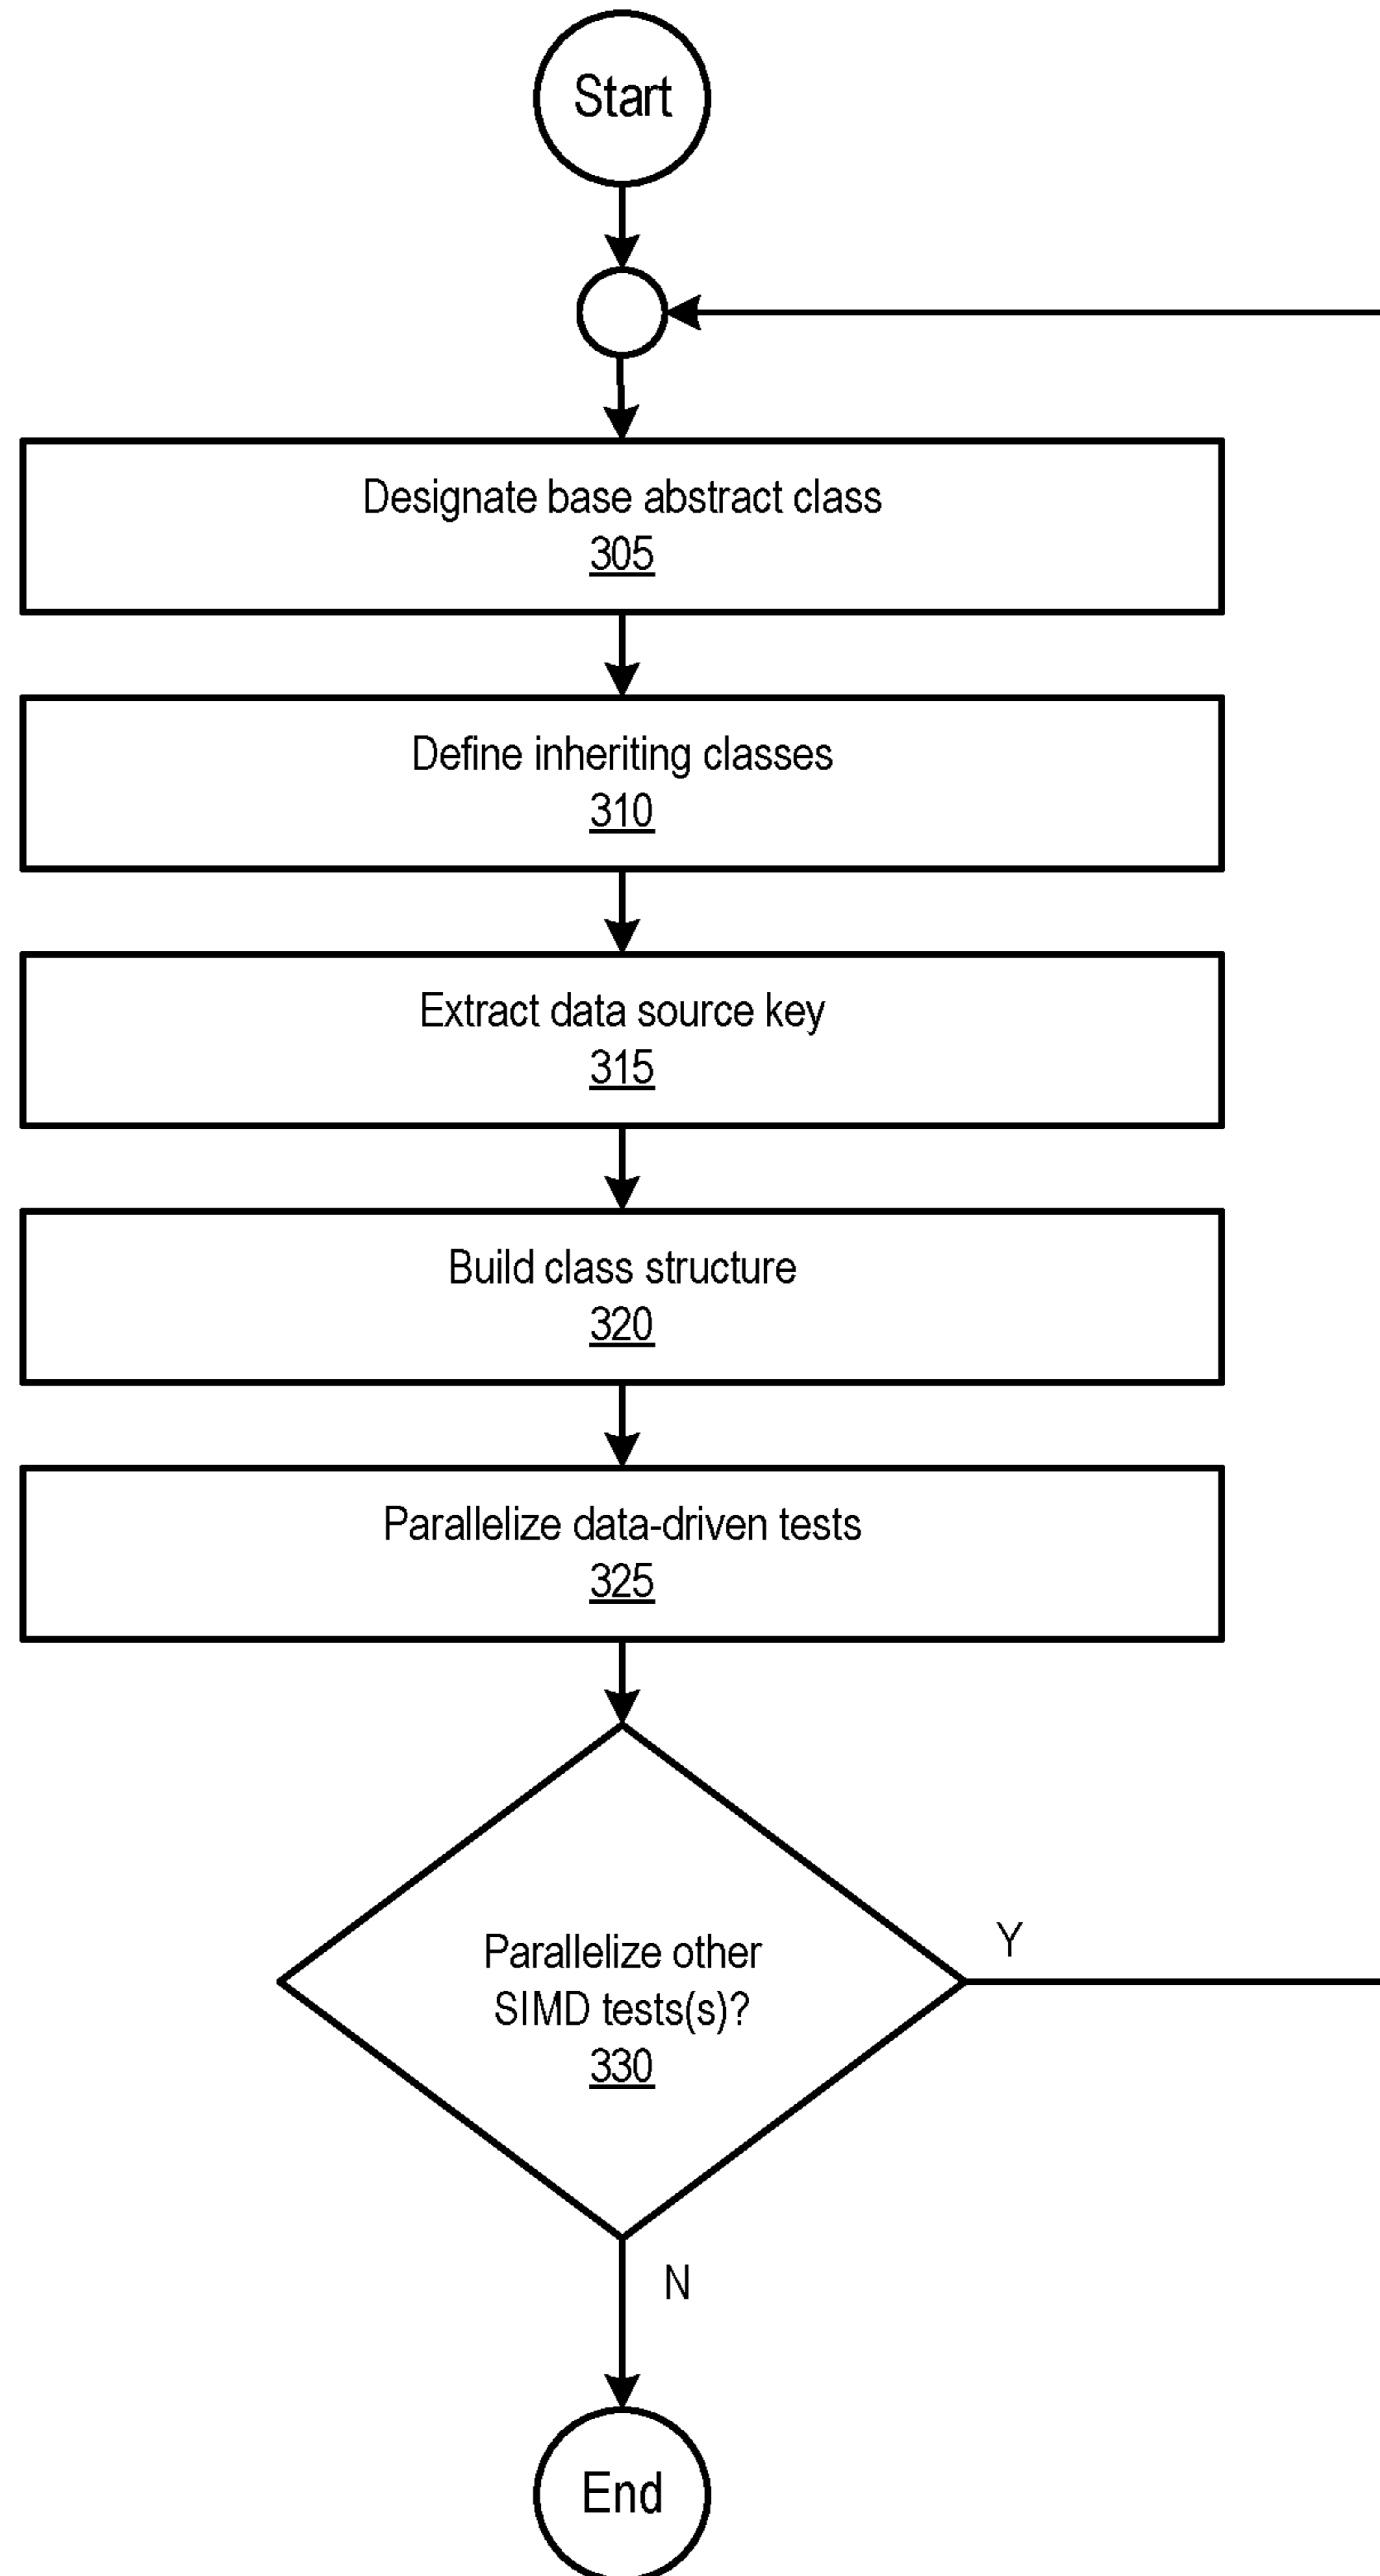 Start
Designate base abstract class
305
Define inheriting classes
310
Extract data source key
315
Build class structure
320
Parallelize data-driven tests
325
Parallelize other
SIMD tests(s)?
330
Y
N
End